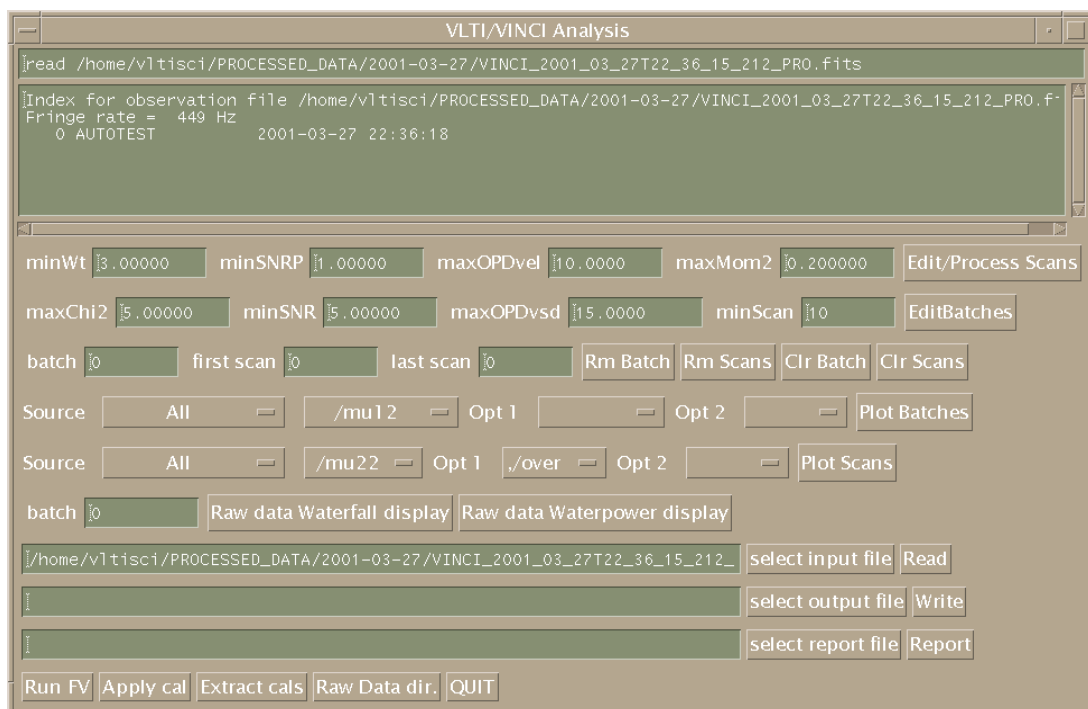 VLTI/VINCI Analysis
read /home/vltisci/PROCESSED_DATA/2001-03-27/VINCI_2001_03_27T22_36_15_212_PRO.fits
Index for observation file /home/vltisci/PROCESSED_DATA/2001-03-27/VINCI_2001_03_27T22_36_15_212_PRO.f
Fringe rate = 449 Hz
0 AUTOTEST 2001-03-27 22:36:18
minWt 3.00000 minSNRP 1.00000 maxOPDvel 10.0000 maxMom2 0.200000 Edit/Process Scans
maxChi2 5.00000 minSNR 5.00000 maxOPDvsd 15.0000 minScan 10 EditBatches
batch 0 first scan 0 last scan 0 Rm Batch Rm Scans Clr Batch Clr Scans
Source All /mu12 Opt 1 Opt 2 Plot Batches
Source All /mu22 Opt 1 ,/over Opt 2 Plot Scans
batch 0 Raw data Waterfall display Raw data Waterpower display
/home/vltisci/PROCESSED_DATA/2001-03-27/VINCI_2001_03_27T22_36_15_212_ select input file Read
select output file Write
select report file Report
Run FV Apply cal Extract cals Raw Data dir. QUIT